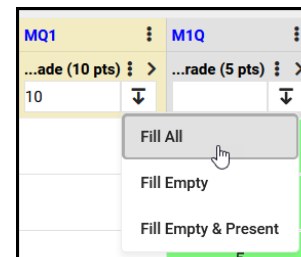 MQ1 M1Q
...ade (10 pts) ...rade (5 pts)
10
Fill All
Fill Empty
Fill Empty & Present